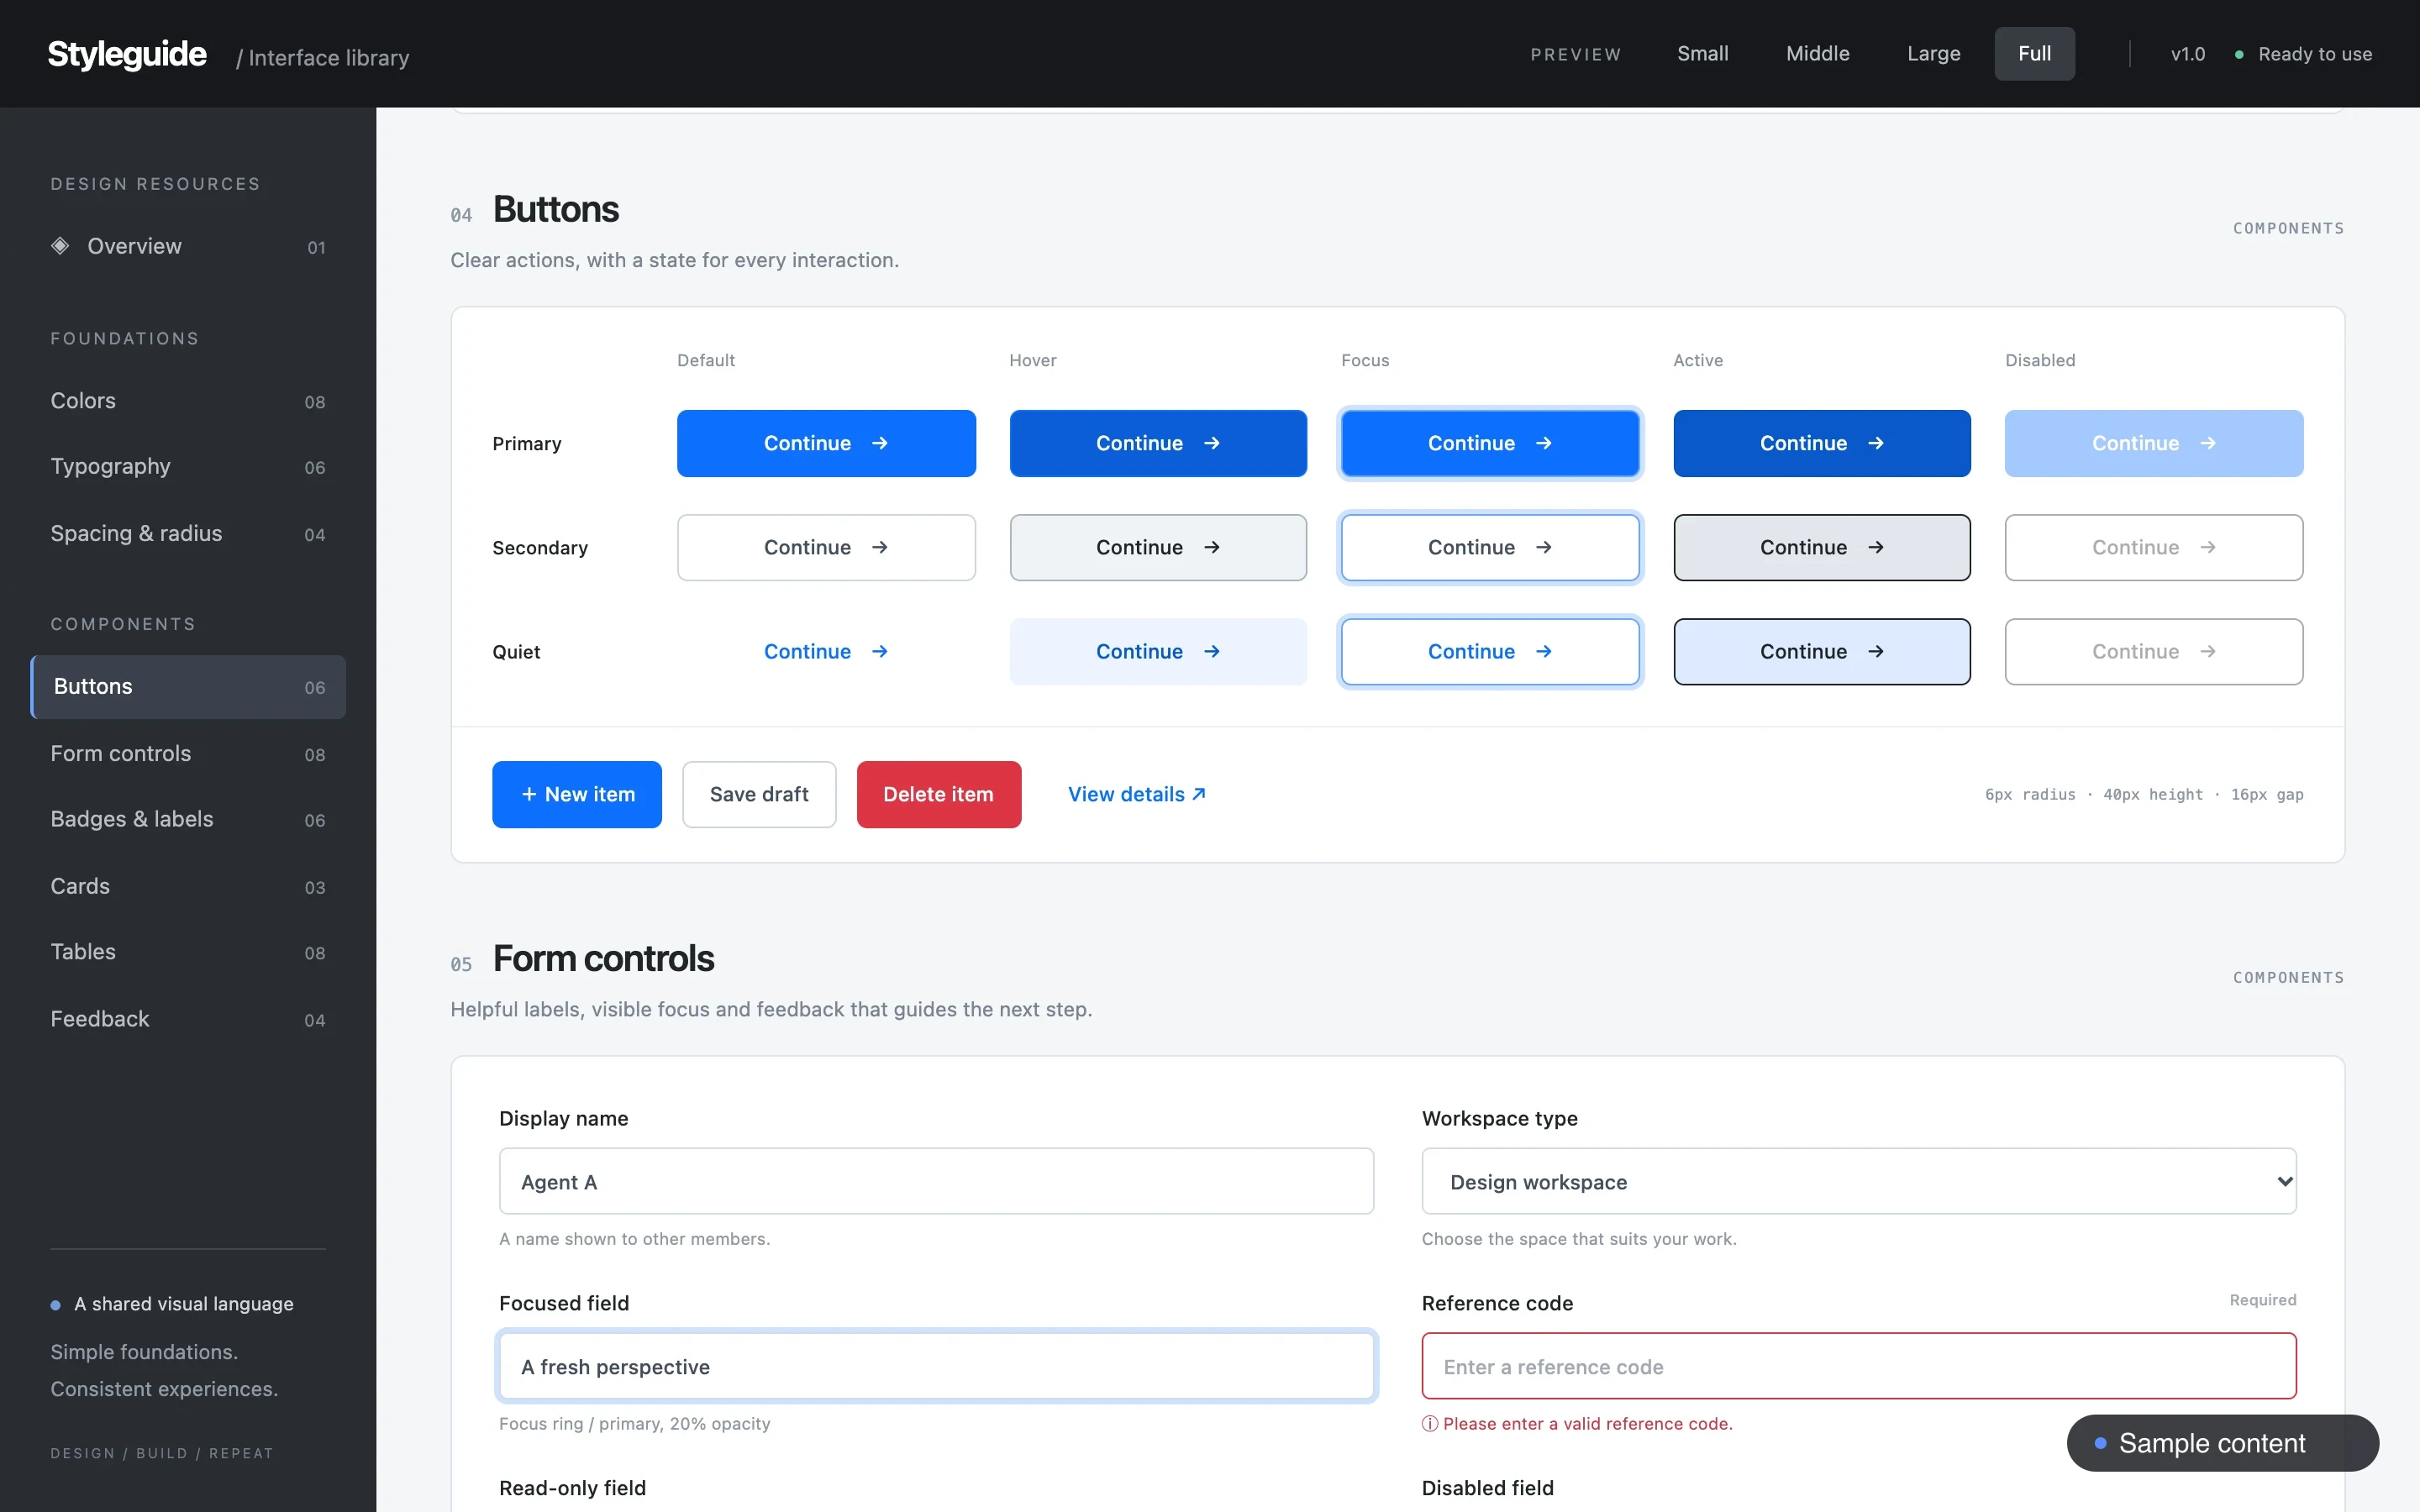 Styleguide / Interface library
PREVIEW Small Middle Large Full v1.0 Ready to use
DESIGN RESOURCES
Overview 01
FOUNDATIONS
Colors 08
Typography 06
Spacing & radius 04
COMPONENTS
Buttons 06
Form controls 08
Badges & labels 06
Cards 03
Tables 08
Feedback 04
A shared visual language
Simple foundations.
Consistent experiences.
DESIGN / BUILD / REPEAT
04 Buttons
COMPONENTS
Clear actions, with a state for every interaction.
Default Hover Focus Active Disabled
Primary Continue → Continue → Continue → Continue → Continue →
Secondary Continue → Continue → Continue → Continue → Continue →
Quiet Continue → Continue → Continue → Continue → Continue →
+ New item Save draft Delete item View details ↗ 6px radius · 40px height · 16px gap
05 Form controls
COMPONENTS
Helpful labels, visible focus and feedback that guides the next step.
Display name
Agent A
A name shown to other members.
Workspace type
Design workspace
Choose the space that suits your work.
Focused field
A fresh perspective
Focus ring / primary, 20% opacity
Reference code Required
Enter a reference code
ⓘ Please enter a valid reference code.
Read-only field
Disabled field
Sample content